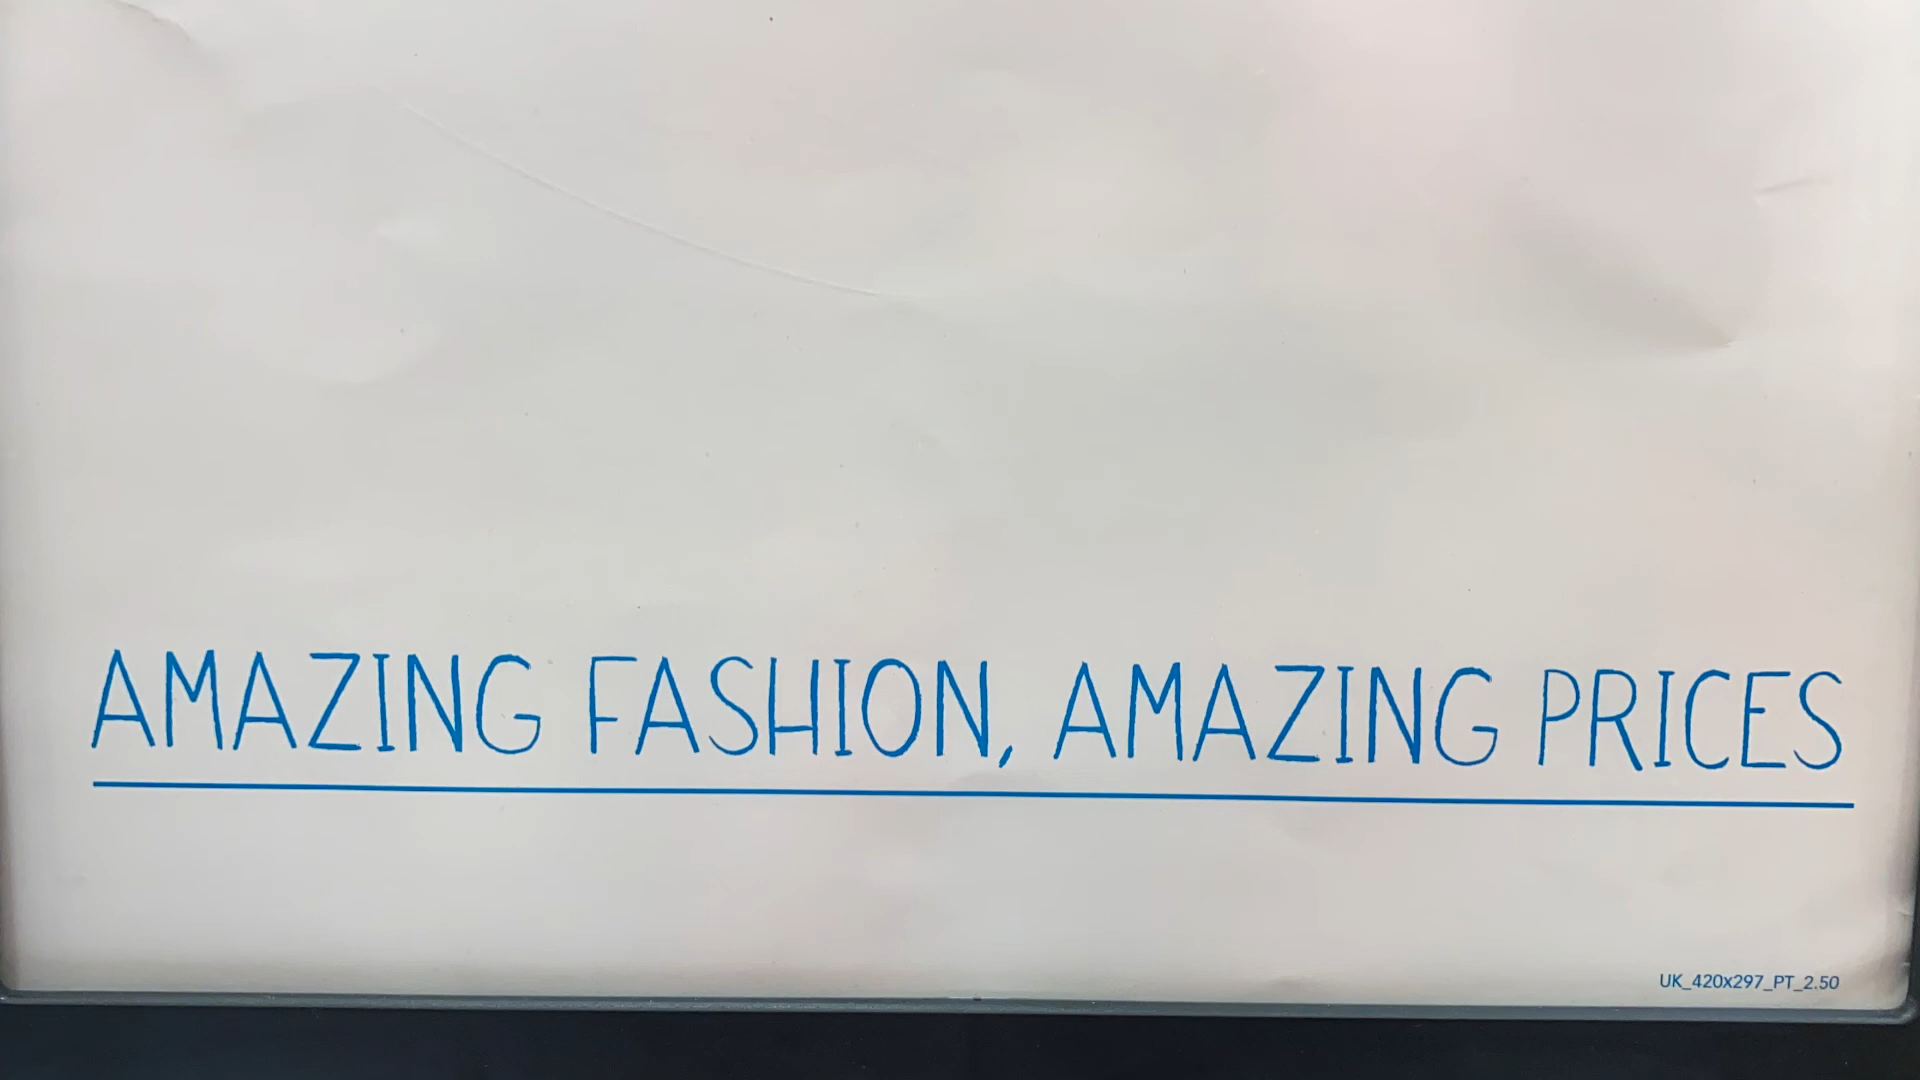 AMAZING FASHION, AMAZING PRICES
UK_420x297_PT_2.50